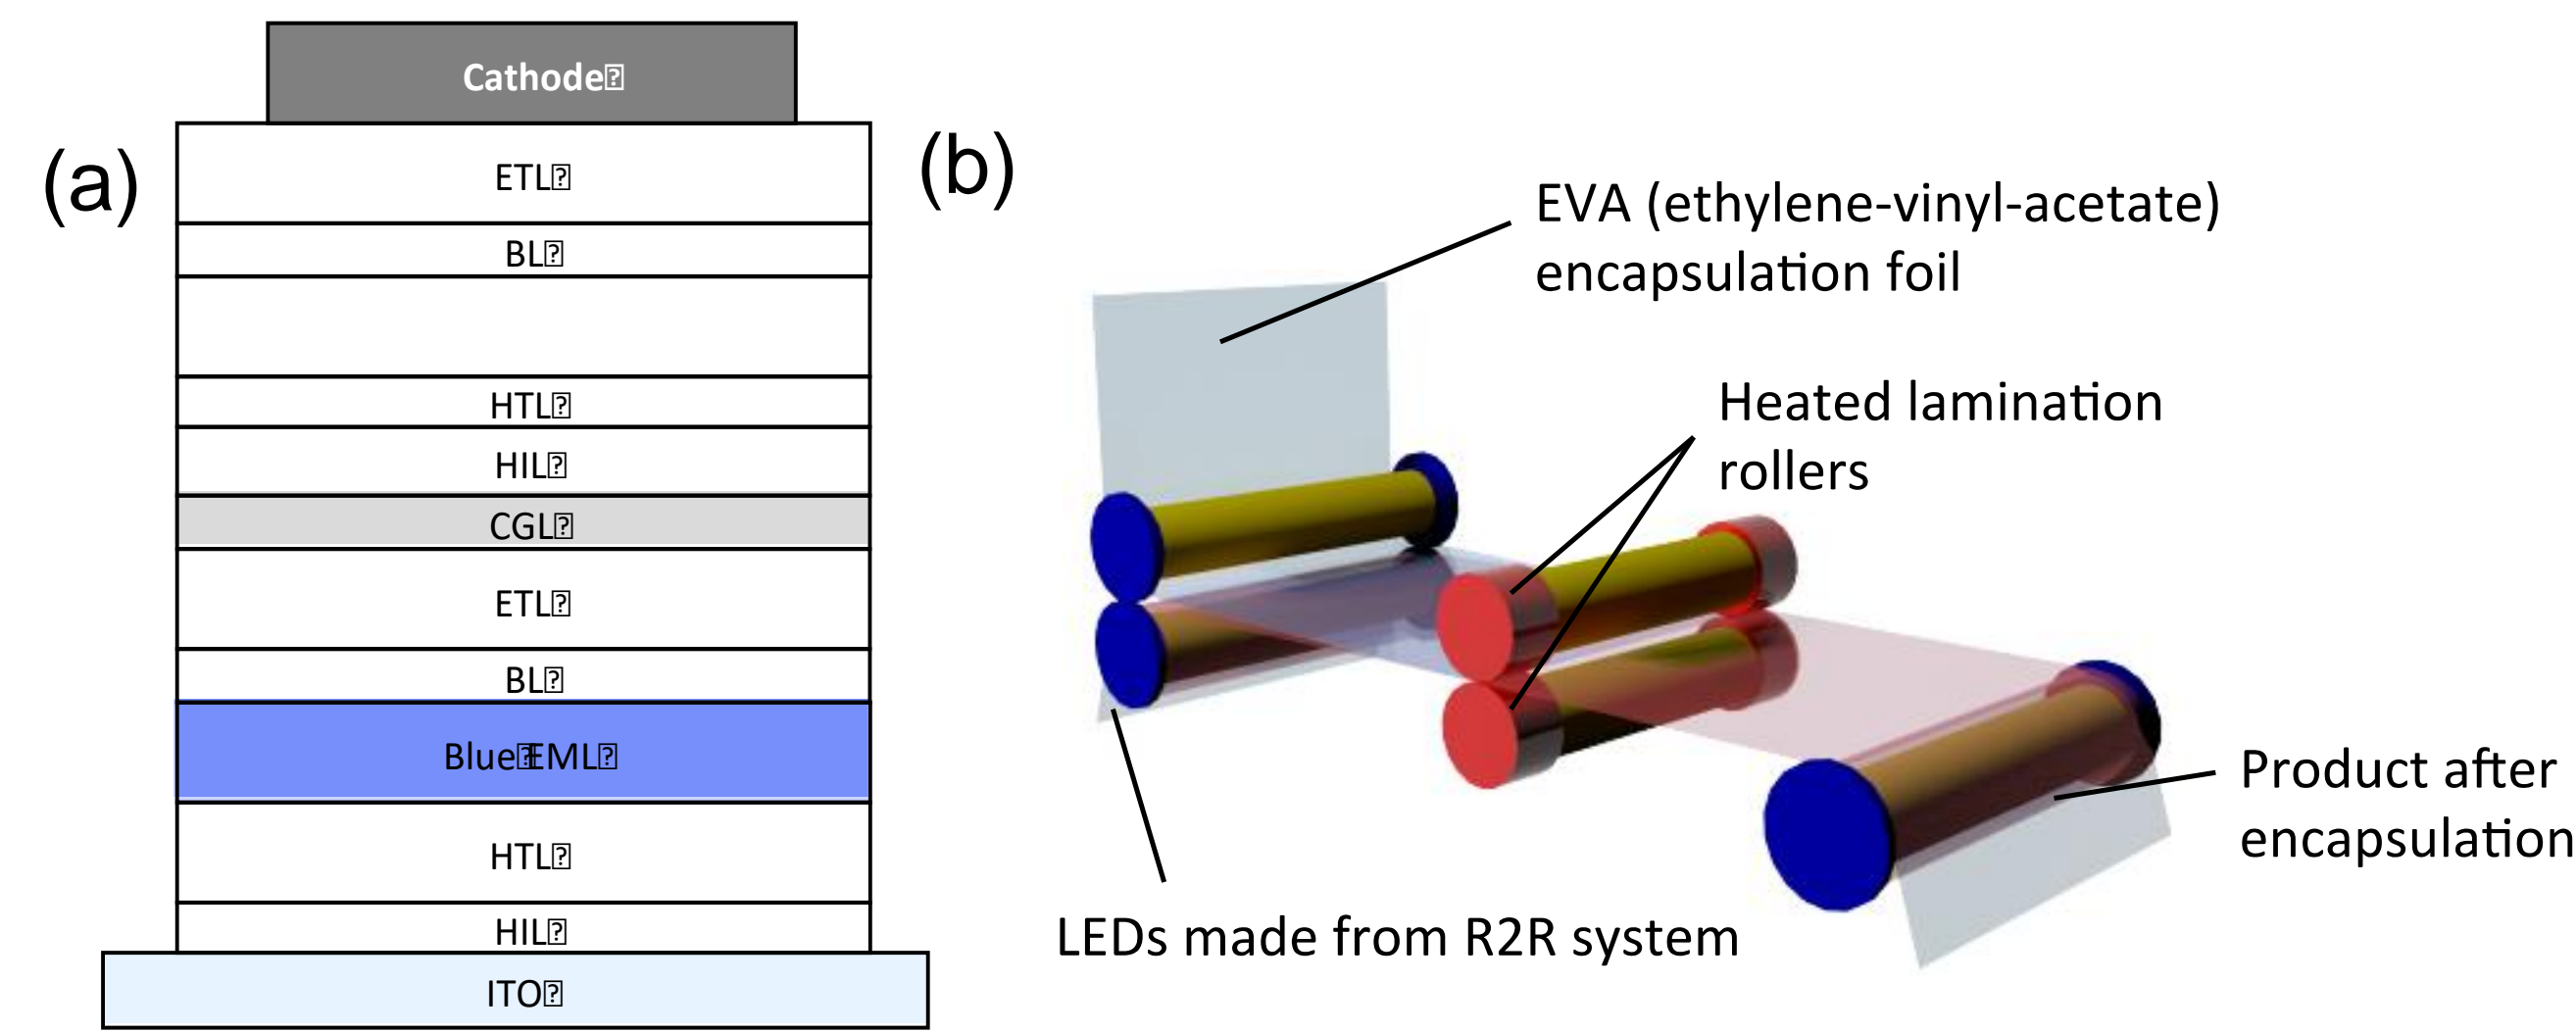 (a)
Cathode
ETL
BL
HTL
HIL
CGL
ETL
BL
Blue EML
HTL
HIL
ITO
(b)
EVA (ethylene-vinyl-acetate)
encapsulation foil
Heated lamination
rollers
LEDs made from R2R system
Product after
encapsulation